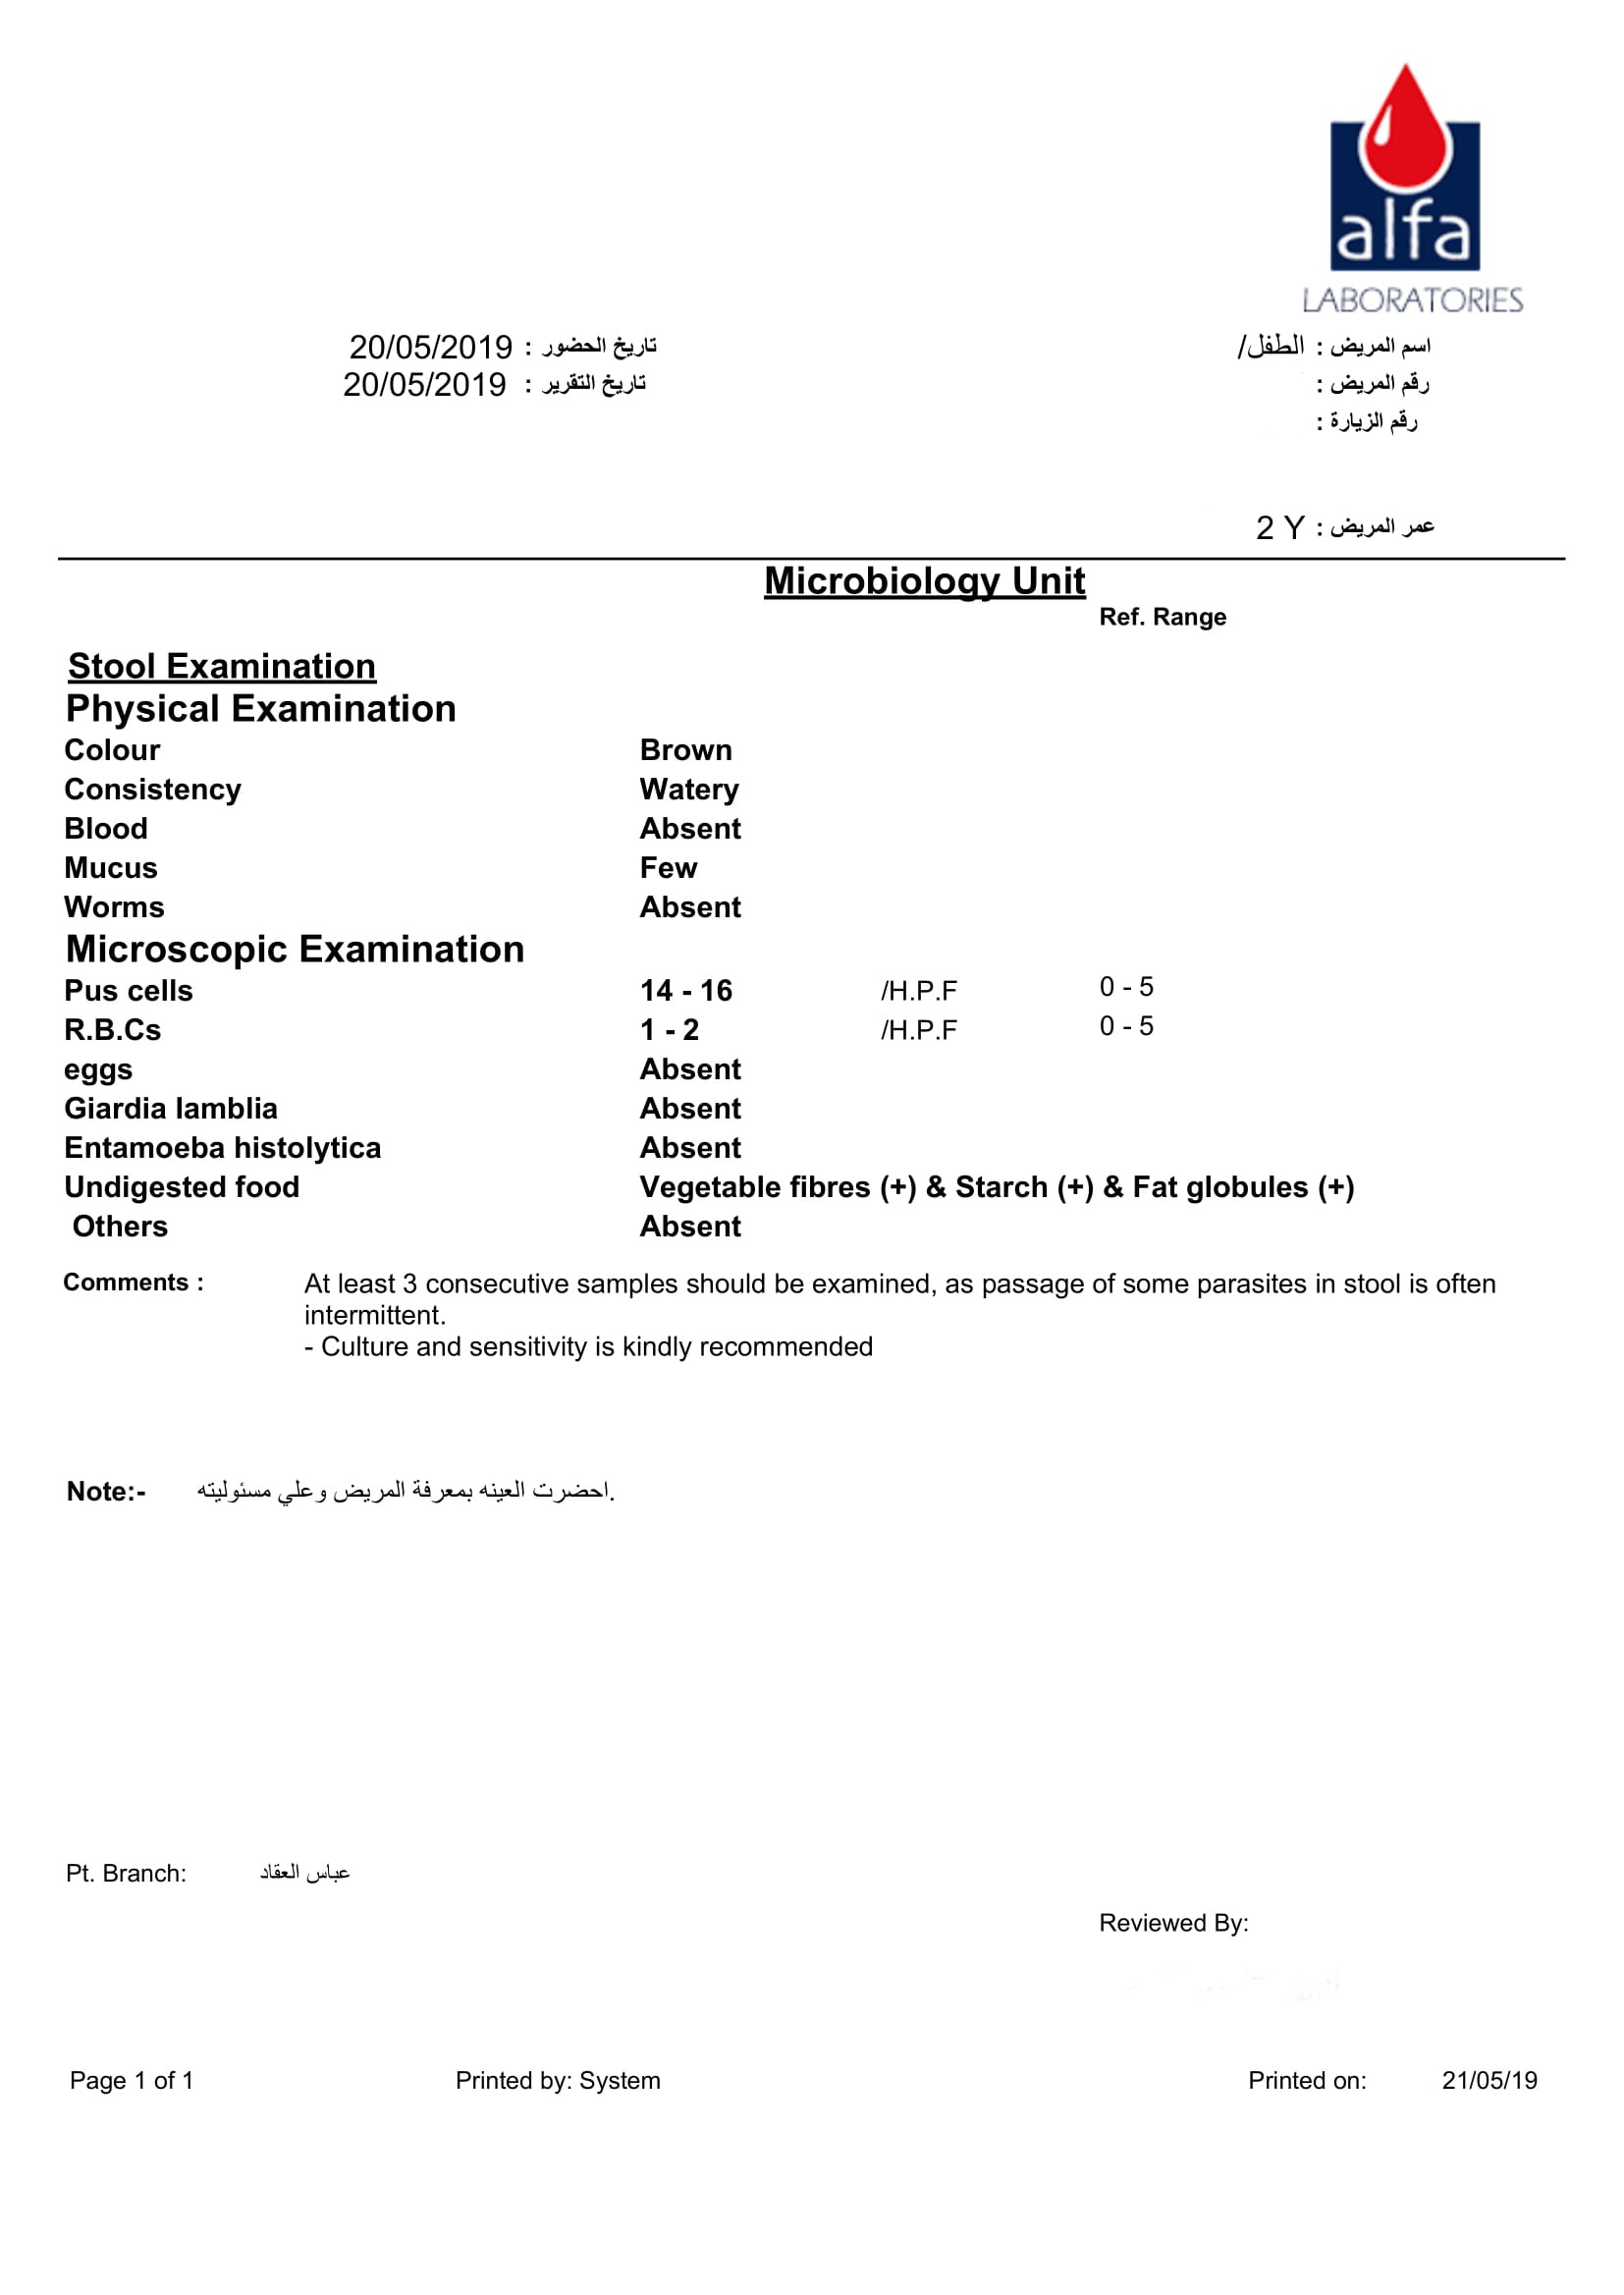 alfa
LABORATORIES
اسم المريض : الطفل/
تاريخ الحضور : 20/05/2019
رقم المريض :
تاريخ التقرير : 20/05/2019
رقم الزيارة :
عمر المريض : 2 Y
Microbiology Unit
Ref. Range
Stool Examination
Physical Examination
Colour Brown
Consistency Watery
Blood Absent
Mucus Few
Worms Absent
Microscopic Examination
Pus cells 14 - 16 /H.P.F 0 - 5
R.B.Cs 1 - 2 /H.P.F 0 - 5
eggs Absent
Giardia lamblia Absent
Entamoeba histolytica Absent
Undigested food Vegetable fibres (+) & Starch (+) & Fat globules (+)
Others Absent
Comments : At least 3 consecutive samples should be examined, as passage of some parasites in stool is often
intermittent.
- Culture and sensitivity is kindly recommended
Note:- احضرت العينه بمعرفة المريض وعلي مسئوليته.
Pt. Branch: عباس العقاد
Reviewed By:
Page 1 of 1 Printed by: System Printed on: 21/05/19